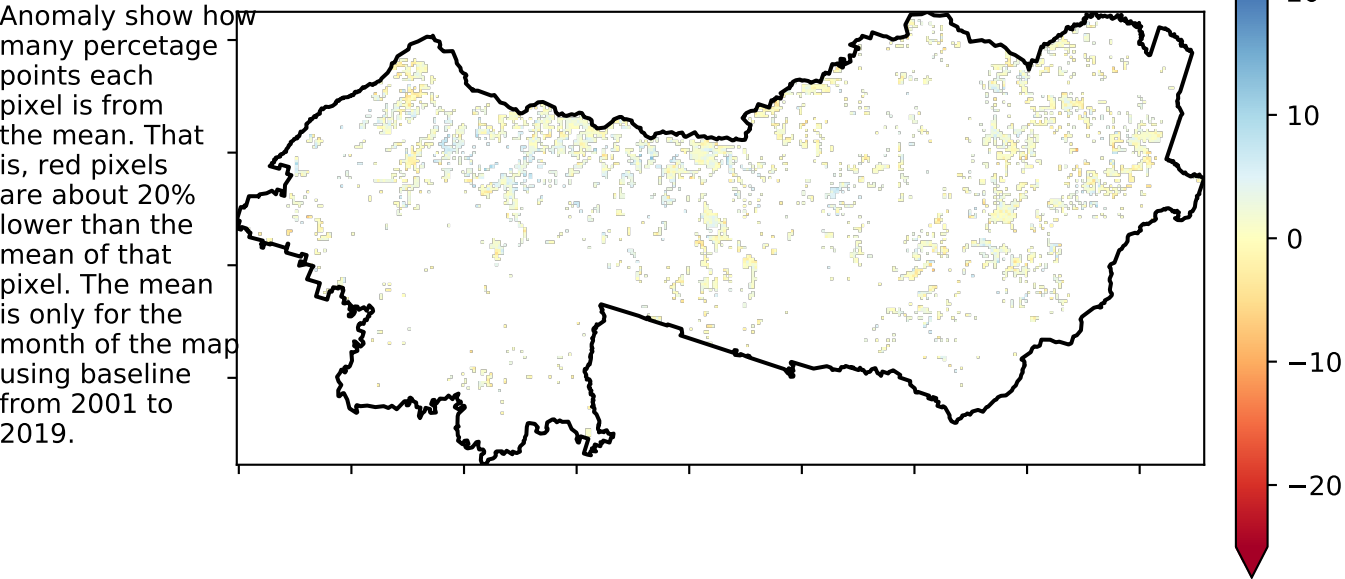 Anomaly show how
many percetage
points each
pixel is from
the mean. That
is, red pixels
are about 20%
lower than the
mean of that
pixel. The mean
is only for the
month of the map
using baseline
from 2001 to
2019.
10
0
−10
−20